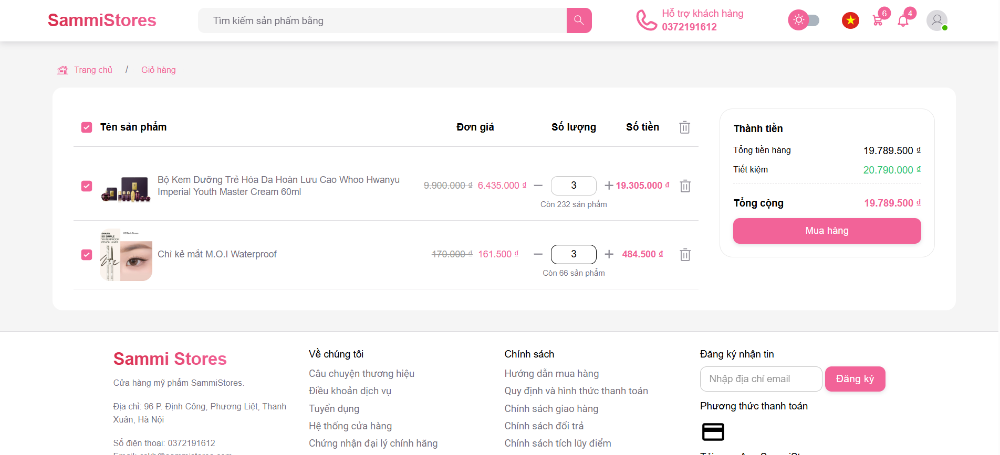 SammiStores
Tìm kiếm sản phẩm bằng
Hỗ trợ khách hàng
0372191612
6
4
Trang chủ / Giỏ hàng
Tên sản phẩm Đơn giá Số lượng Số tiền
Bộ Kem Dưỡng Trẻ Hóa Da Hoàn Lưu Cao Whoo Hwanyu
Imperial Youth Master Cream 60ml
9.900.000 ₫ 6.435.000 ₫ 3 19.305.000 ₫
Còn 232 sản phẩm
SHARP,
SO SIMPLE
WATERPROOF
PENCIL LINER
Chì kẻ mắt M.O.I Waterproof
170.000 ₫ 161.500 ₫ 3 484.500 ₫
Còn 66 sản phẩm
Thành tiền
Tổng tiền hàng 19.789.500 ₫
Tiết kiệm 20.790.000 ₫
Tổng cộng 19.789.500 ₫
Mua hàng
Sammi Stores
Cửa hàng mỹ phẩm SammiStores.
Địa chỉ: 96 P. Định Công, Phương Liệt, Thanh
Xuân, Hà Nội
Số điện thoại: 0372191612
Về chúng tôi
Câu chuyện thương hiệu
Điều khoản dịch vụ
Tuyển dụng
Hệ thống cửa hàng
Chứng nhận đại lý chính hãng
Chính sách
Hướng dẫn mua hàng
Quy định và hình thức thanh toán
Chính sách giao hàng
Chính sách đổi trả
Chính sách tích lũy điểm
Đăng ký nhận tin
Nhập địa chỉ email
Đăng ký
Phương thức thanh toán